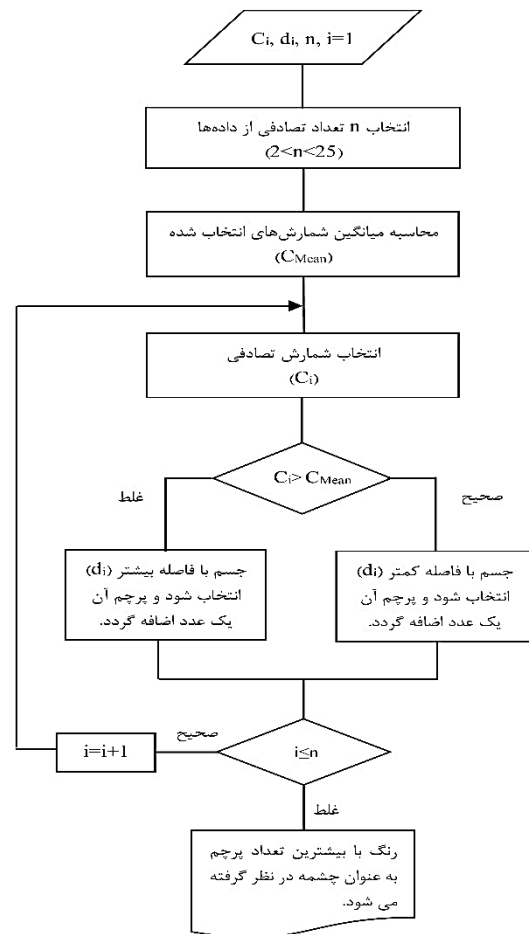 Ci, di, n, i=1
انتخاب n تعداد تصادفی از داده‌ها
(2<n<25)
محاسبه میانگین شمارش‌های انتخاب شده
(CMean)
انتخاب شمارش تصادفی
(Ci)
Ci> CMean
غلط
صحیح
جسم با فاصله بیشتر (di)
انتخاب شود و پرچم آن
یک عدد اضافه گردد.
جسم با فاصله کمتر (di)
انتخاب شود و پرچم آن
یک عدد اضافه گردد.
i≤n
صحیح
i=i+1
غلط
رنگ با بیشترین تعداد پرچم
به عنوان چشمه در نظر گرفته
می شود.